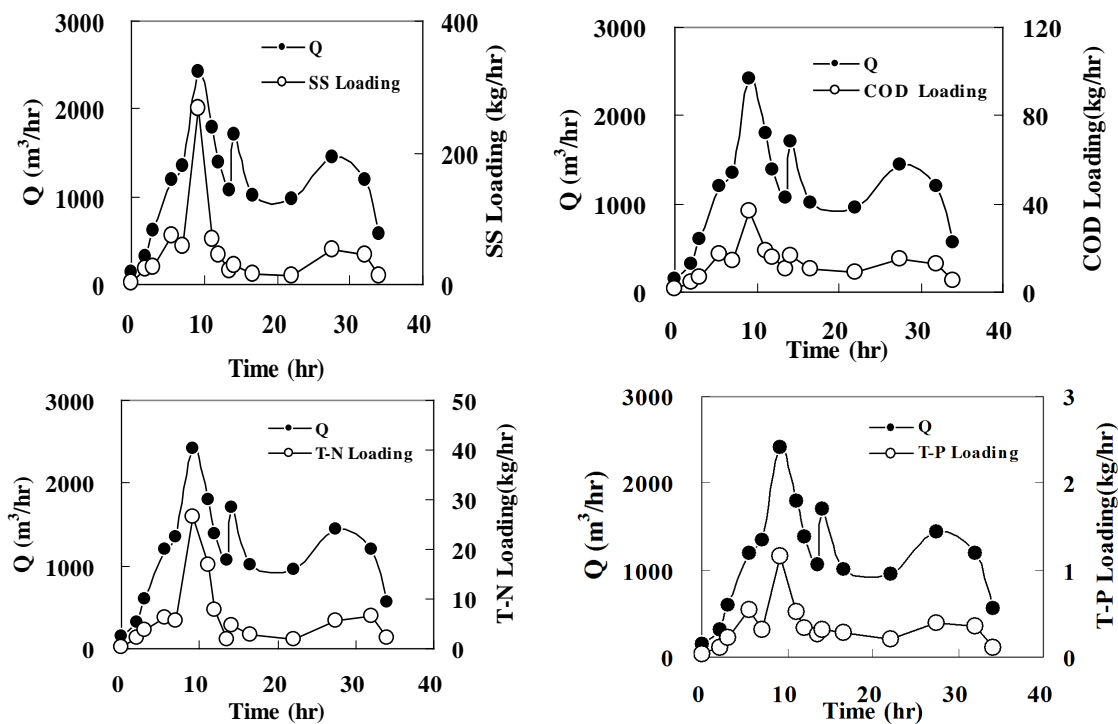 3000
400
Q
SS Loading
2000
200
1000
0
0
0
10
20
30
40
Q (m³/hr)
SS Loading (kg/hr)
Time (hr)
3000
120
Q
COD Loading
2000
80
1000
40
0
0
0
10
20
30
40
Q (m³/hr)
COD Loading(kg/hr)
Time (hr)
3000
50
Q
T-N Loading
40
2000
30
20
1000
10
0
0
0
10
20
30
40
Q (m³/hr)
T-N Loading(kg/hr)
Time (hr)
3000
3
Q
T-P Loading
2000
2
1000
1
0
0
0
10
20
30
40
Q (m³/hr)
T-P Loading(kg/hr)
Time (hr)